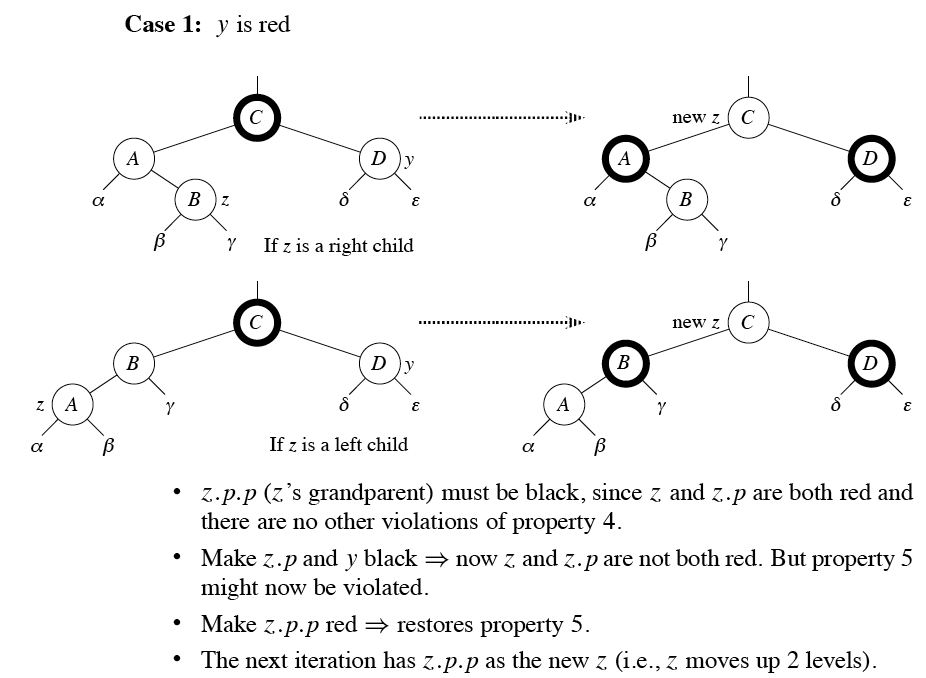 Case 1: y is red
C
new z C
A
D y
A
D
α
B z
δ
ε
α
B
δ
ε
β
γ
If z is a right child
β
γ
C
new z C
B
D y
B
D
z A
γ
δ
ε
A
γ
δ
ε
α
β
If z is a left child
α
β
• z.p.p (z’s grandparent) must be black, since z and z.p are both red and
there are no other violations of property 4.
• Make z.p and y black ⇒ now z and z.p are not both red. But property 5
might now be violated.
• Make z.p.p red ⇒ restores property 5.
• The next iteration has z.p.p as the new z (i.e., z moves up 2 levels).